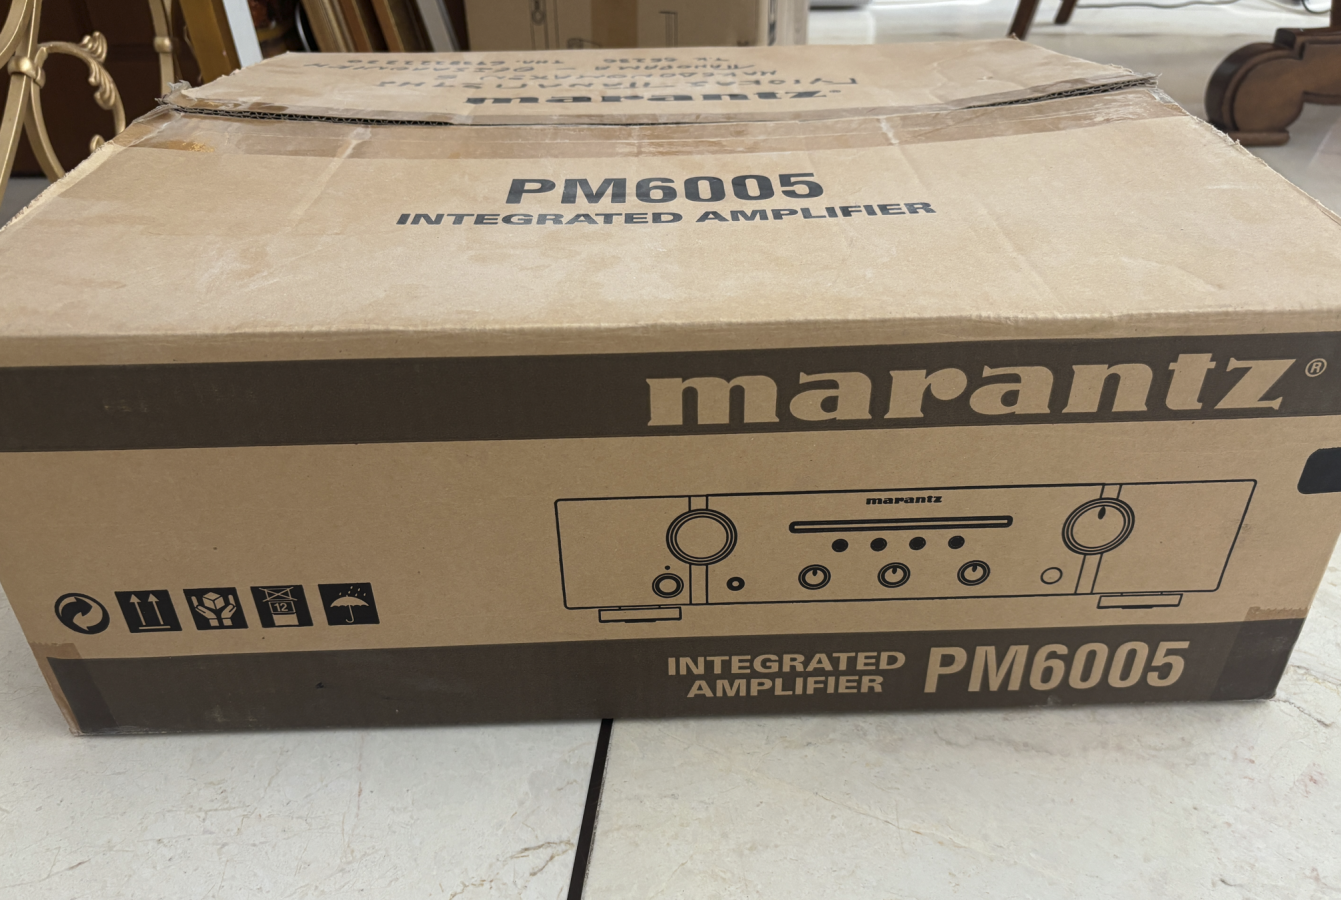 marantz
PM6005
INTEGRATED AMPLIFIER
marantz®
marantz
12
INTEGRATED
AMPLIFIER
PM6005